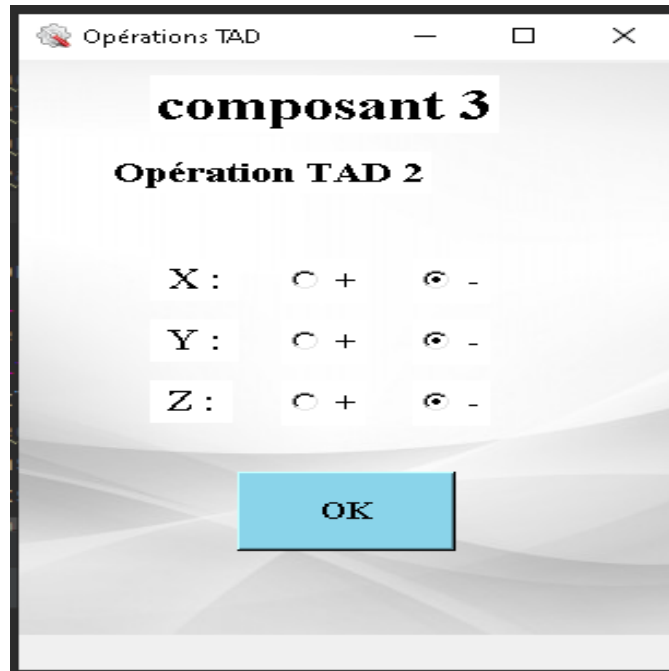 Opérations TAD
composant 3
Opération TAD 2
X : + -
Y : + -
Z : + -
OK